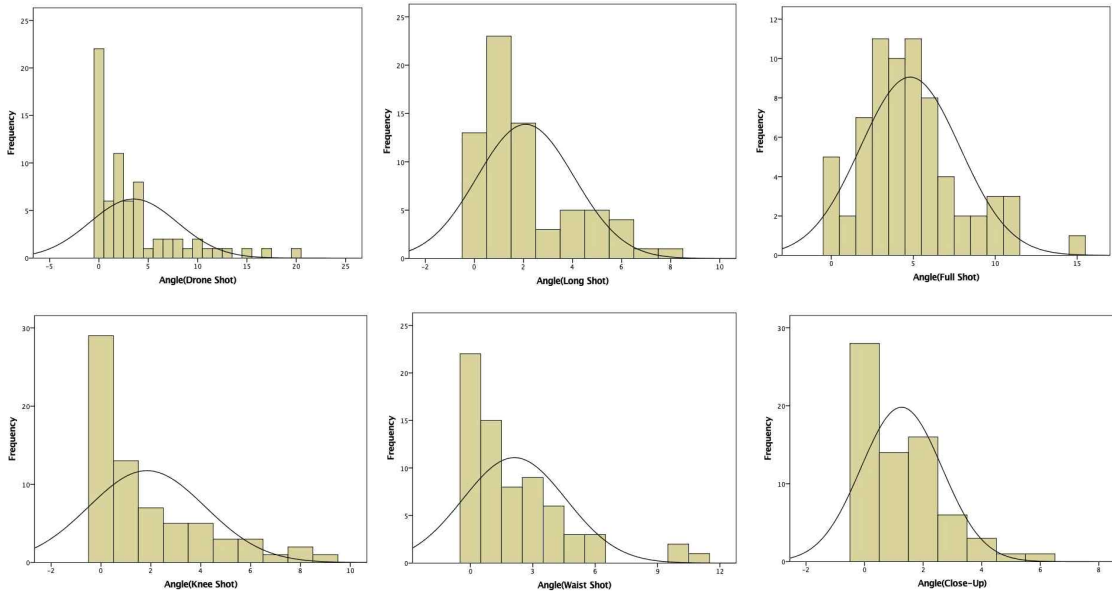 25
20
15
10
5
0
Frequency
-5 0 5 10 15 20 25
Angle(Drone Shot)
25
20
15
10
5
0
Frequency
-2 0 2 4 6 8 10
Angle(Long Shot)
12
10
8
6
4
2
0
Frequency
0 5 10 15
Angle(Full Shot)
30
20
10
0
Frequency
-2 0 2 4 6 8 10
Angle(Knee Shot)
25
20
15
10
5
0
Frequency
-3 0 3 6 9 12
Angle(Waist Shot)
30
20
10
0
Frequency
-2 0 2 4 6 8
Angle(Close-Up)